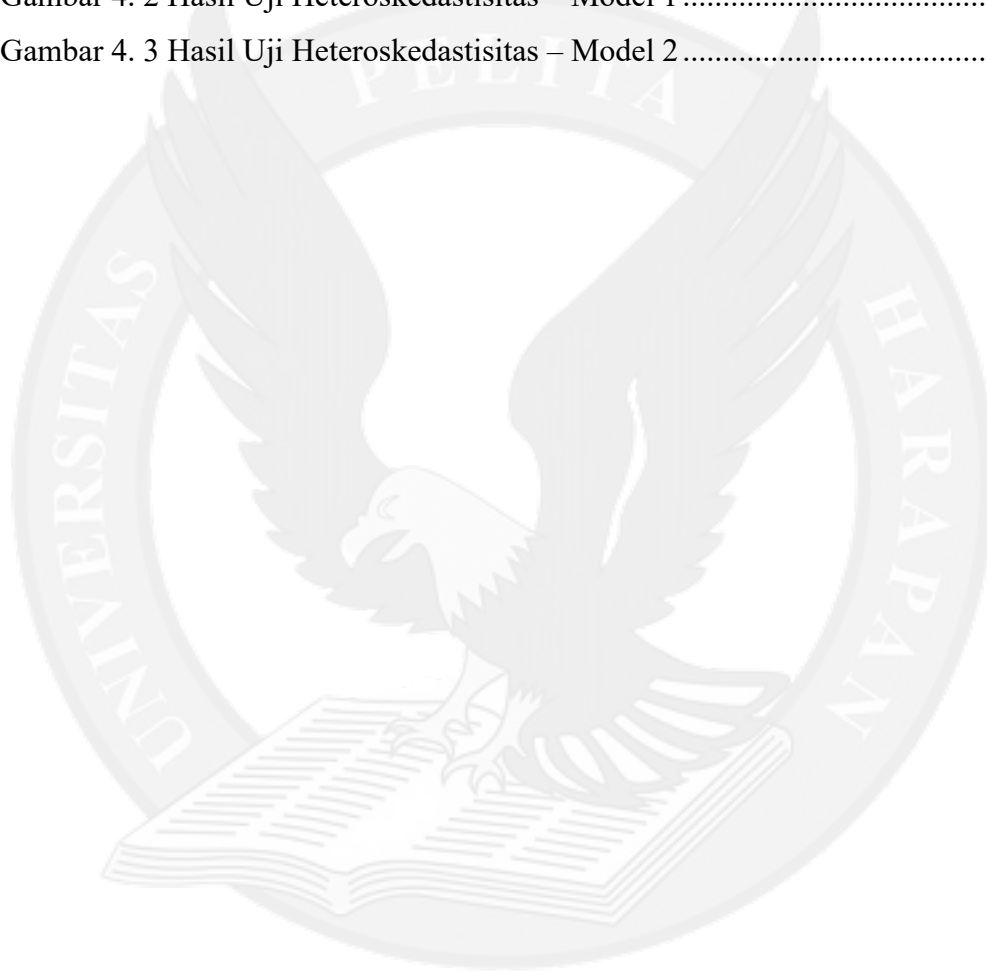 Gambar 4. 2 Hasil Uji Heteroskedastisitas – Model 1 ......................................
Gambar 4. 3 Hasil Uji Heteroskedastisitas – Model 2 ......................................
PELITA
UNIVERSITAS
HARAPAN